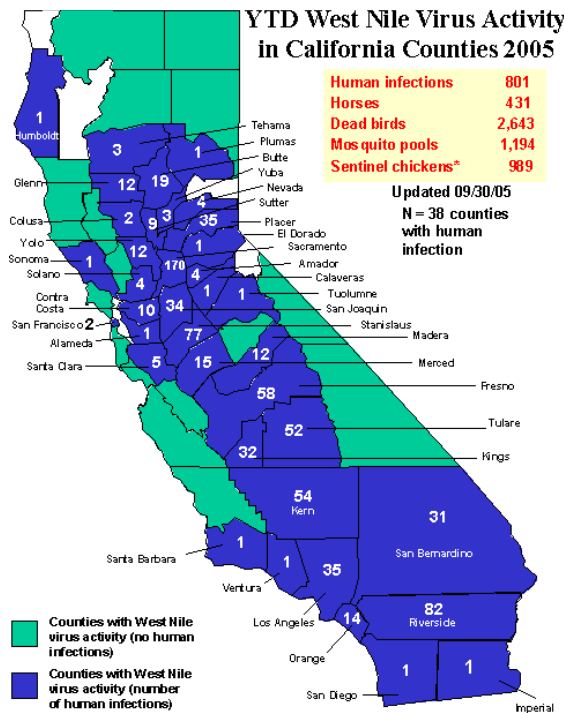 YTD West Nile Virus Activity
in California Counties 2005
Human infections 801
Horses 431
Dead birds 2,643
Mosquito pools 1,194
Sentinel chickens* 989
Updated 09/30/05
N = 38 counties
with human
infection
1
Humboldt
3
Tehama
1
Plumas
Butte
Yuba
Glenn
12
19
Nevada
4
Sutter
Colusa
2
9
3
35
Placer
El Dorado
Yolo
12
1
Sacramento
Sonoma
1
170
4
Amador
Solano
4
Calaveras
1
1
Tuolumne
Contra
Costa
10
34
San Joaquin
San Francisco
2
Stanislaus
Alameda
1
77
Madera
Santa Clara
5
15
12
Merced
58
Fresno
52
Tulare
32
Kings
54
Kern
31
San Bernardino
Santa Barbara
1
Ventura
1
35
Los Angeles
82
Riverside
14
Orange
1
San Diego
1
Imperial
Counties with West Nile
virus activity (no human
infections)
Counties with West Nile
virus activity (number
of human infections)